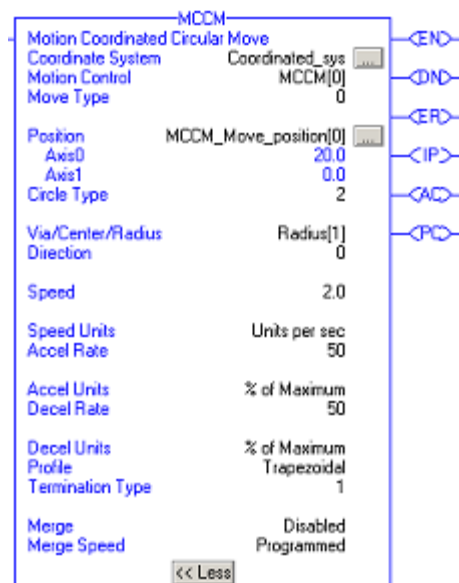 MCCM
Motion Coordinated Circular Move
Coordinate System Coordinated_sys ...
Motion Control MCCM[0]
Move Type 0
Position MCCM_Move_position[0] ...
Axis0 20.0
Axis1 0.0
Circle Type 2
Via/Center/Radius Radius[1]
Direction 0
Speed 2.0
Speed Units Units per sec
Accel Rate 50
Accel Units % of Maximum
Decel Rate 50
Decel Units % of Maximum
Profile Trapezoidal
Termination Type 1
Merge Disabled
Merge Speed Programmed
<< Less
EN
DN
ER
IP
AC
PC